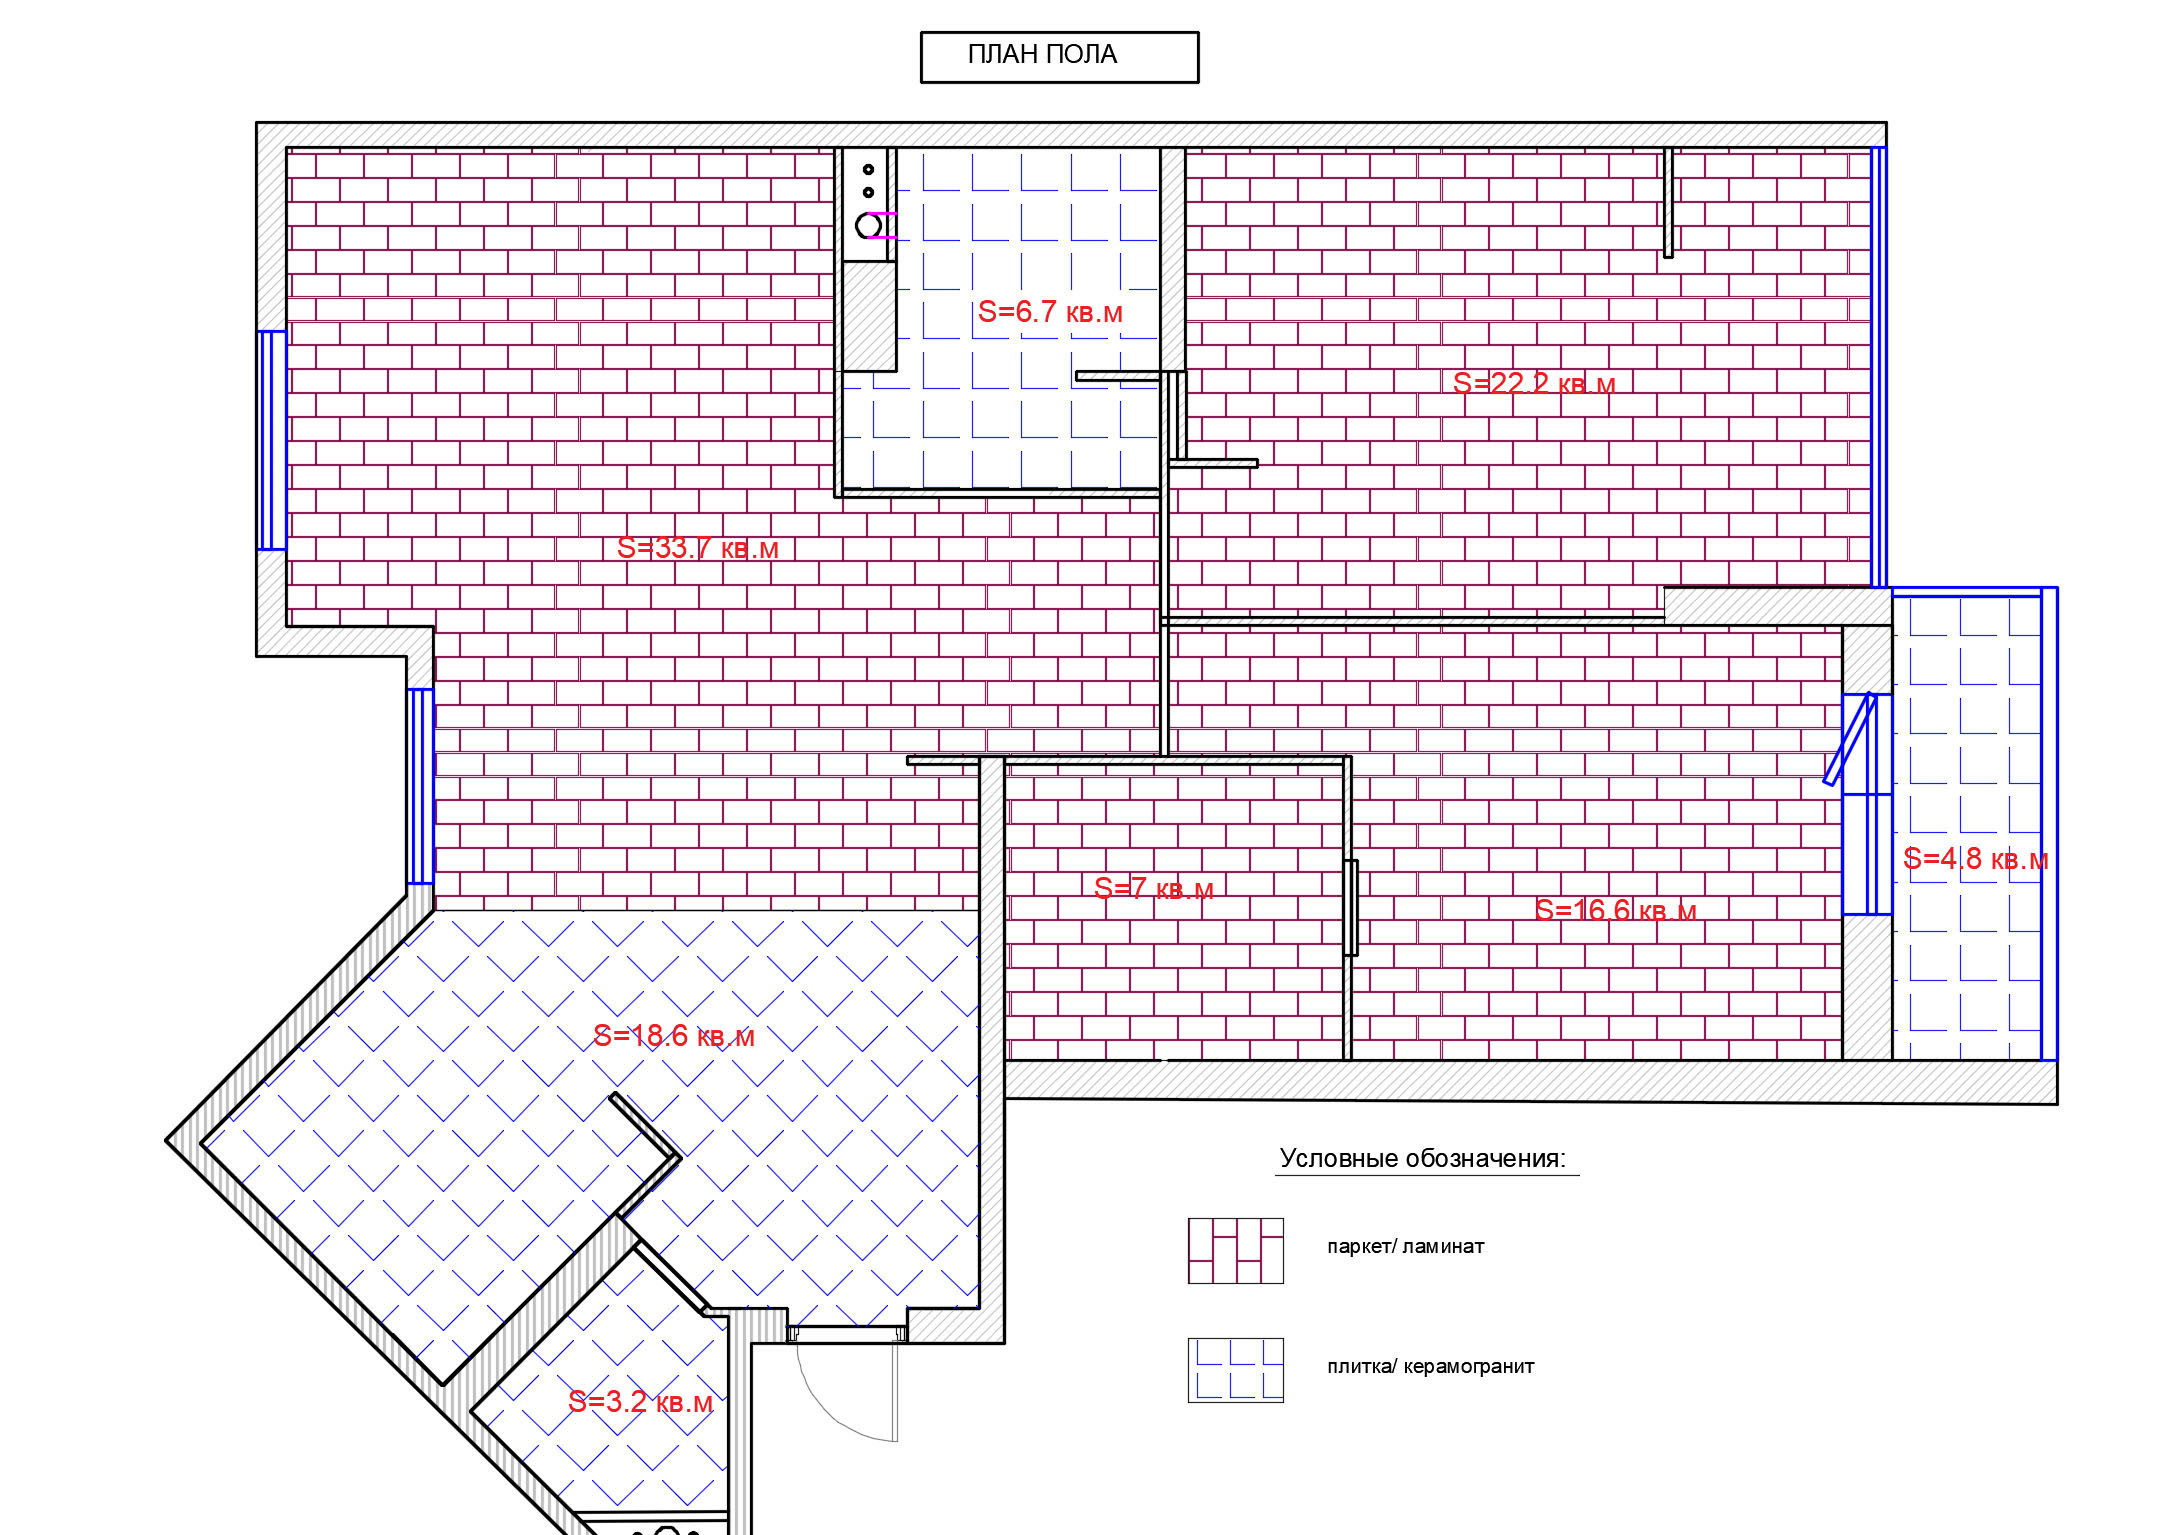 ПЛАН ПОЛА
S=6.7 кв.м
S=22.2 кв.м
S=33.7 кв.м
S=4.8 кв.м
S=7 кв.м
S=16.6 кв.м
S=18.6 кв.м
Условные обозначения:
паркет/ ламинат
плитка/ керамогранит
S=3.2 кв.м